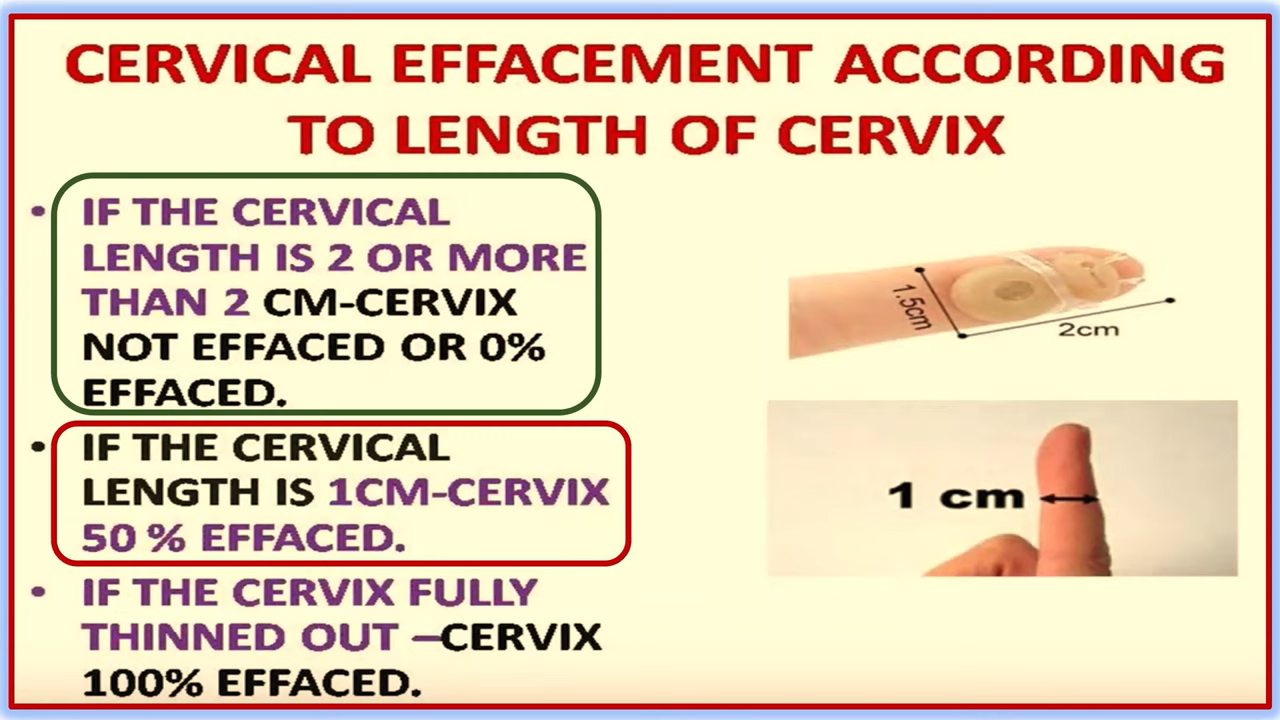 CERVICAL EFFACEMENT ACCORDING
TO LENGTH OF CERVIX
• IF THE CERVICAL
LENGTH IS 2 OR MORE
THAN 2 CM-CERVIX
NOT EFFACED OR 0%
EFFACED.
• IF THE CERVICAL
LENGTH IS 1CM-CERVIX
50 % EFFACED.
• IF THE CERVIX FULLY
THINNED OUT –CERVIX
100% EFFACED.
1.5cm
2cm
1 cm